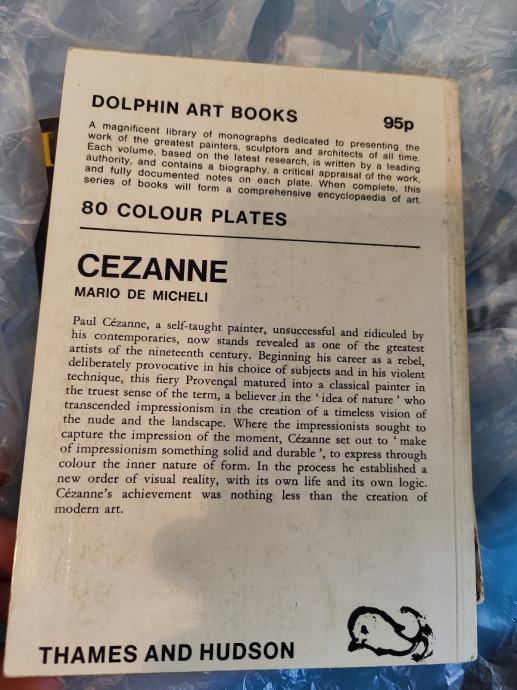 DOLPHIN ART BOOKS 95p
A magnificent library of monographs dedicated to presenting the
work of the greatest painters, sculptors and architects of all time.
Each volume, based on the latest research, is written by a leading
authority, and contains a biography, a critical appraisal of the work,
and fully documented notes on each plate. When complete, this
series of books will form a comprehensive encyclopaedia of art.
80 COLOUR PLATES
CEZANNE
MARIO DE MICHELI
Paul Cézanne, a self-taught painter, unsuccessful and ridiculed by
his contemporaries, now stands revealed as one of the greatest
artists of the nineteenth century. Beginning his career as a rebel,
deliberately provocative in his choice of subjects and in his violent
technique, this fiery Provençal matured into a classical painter in
the truest sense of the term, a believer in the ‘ idea of nature ’ who
transcended impressionism in the creation of a timeless vision of
the nude and the landscape. Where the impressionists sought to
capture the impression of the moment, Cézanne set out to ‘ make
of impressionism something solid and durable ’, to express through
colour the inner nature of form. In the process he established a
new order of visual reality, with its own life and its own logic.
Cézanne's achievement was nothing less than the creation of
modern art.
THAMES AND HUDSON